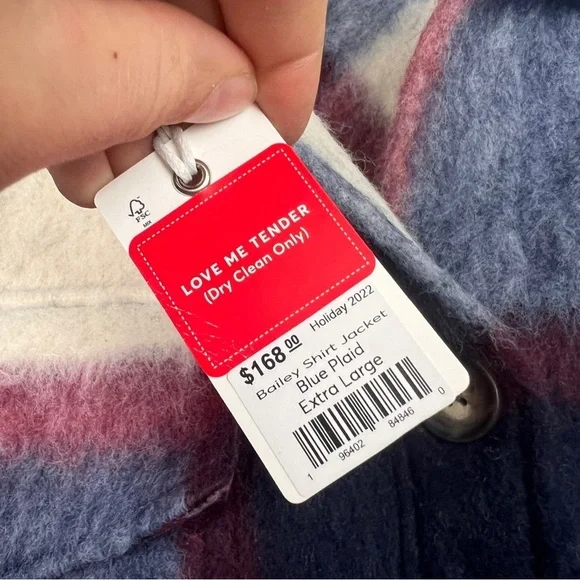 FSC
MIX
LOVE ME TENDER
(Dry Clean Only)
$168.00 Holiday 2022
Bailey Shirt Jacket
Blue Plaid
Extra Large
1 96402 84846 0